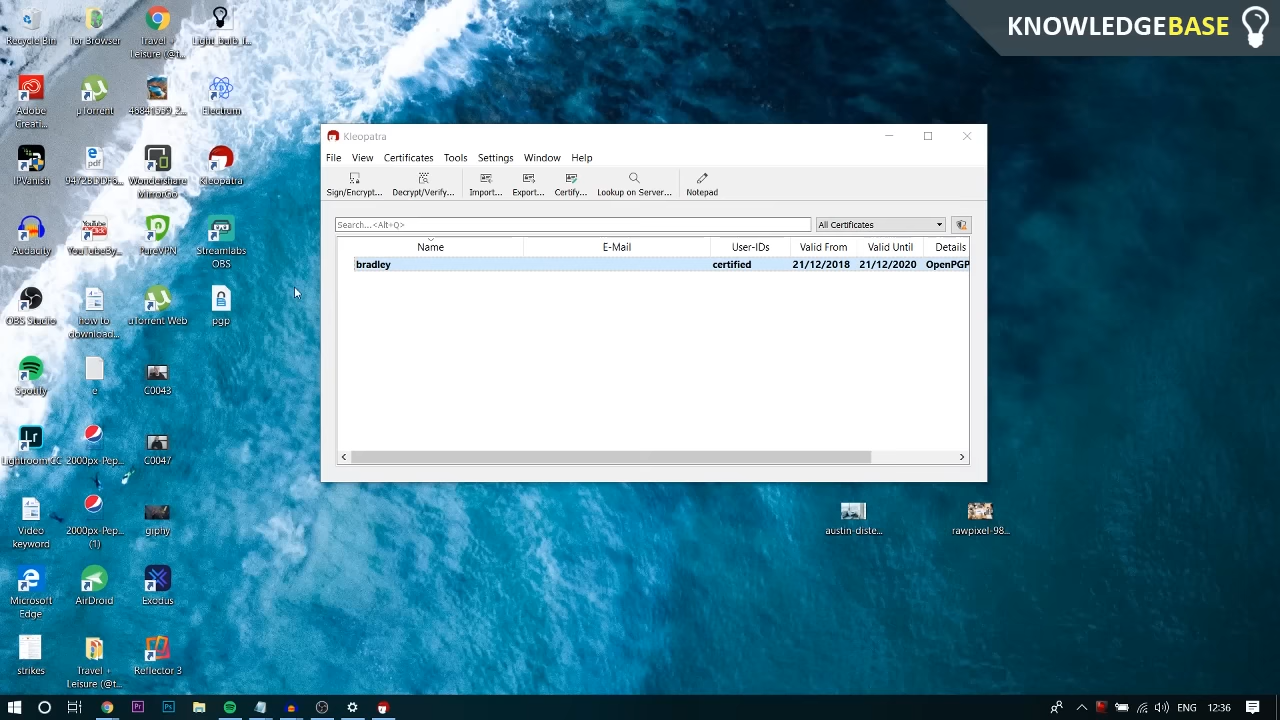 KNOWLEDGEBASE
Recycle Bin
Tor Browser
Travel +
Leisure (@t...
Light_bulb_i...
Adobe
Creati...
µTorrent
Electrum
IPVanish
Wondershare
MirrorGo
Kleopatra
Audacity
YouTubeBy...
PureVPN
Streamlabs
OBS
OBS Studio
how to
download...
uTorrent Web
pgp
Spotify
e
C0043
Lightroom CC
2000px-Pep...
C0047
Video
keyword
2000px-Pep...
(1)
giphy
Microsoft
Edge
AirDroid
Exodus
strikes
Travel +
Leisure (@t...
Reflector 3
Kleopatra
File View Certificates Tools Settings Window Help
Sign/Encrypt... Decrypt/Verify... Import... Export... Certify... Lookup on Server... Notepad
Search...<Alt+Q>
All Certificates
Name E-Mail User-IDs Valid From Valid Until Details
bradley certified 21/12/2018 21/12/2020 OpenPGP
austin-diste...
rawpixel-98...
ENG 12:36